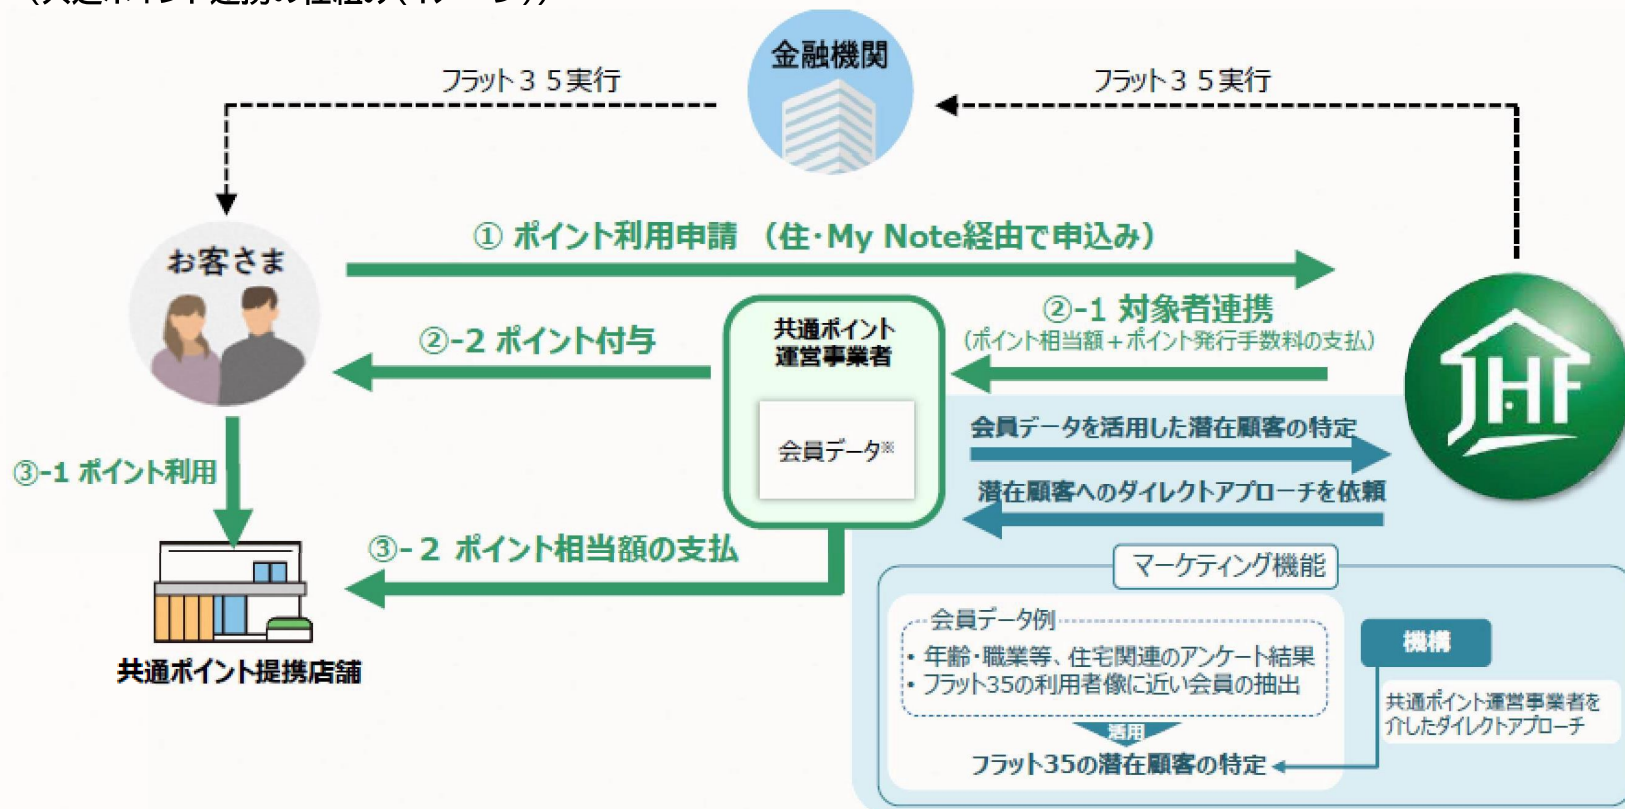 金融機関
フラット３５実行
フラット３５実行
① ポイント利用申請 （住・My Note経由で申込み）
お客さま
②-1 対象者連携
（ポイント相当額＋ポイント発行手数料の支払）
共通ポイント
運営事業者
②-2 ポイント付与
JHF
会員データ※
会員データを活用した潜在顧客の特定
潜在顧客へのダイレクトアプローチを依頼
③-1 ポイント利用
③-２ ポイント相当額の支払
共通ポイント提携店舗
マーケティング機能
会員データ例
・年齢・職業等、住宅関連のアンケート結果
・フラット35の利用者像に近い会員の抽出
活用
フラット35の潜在顧客の特定
機構
共通ポイント運営事業者を
介したダイレクトアプローチ